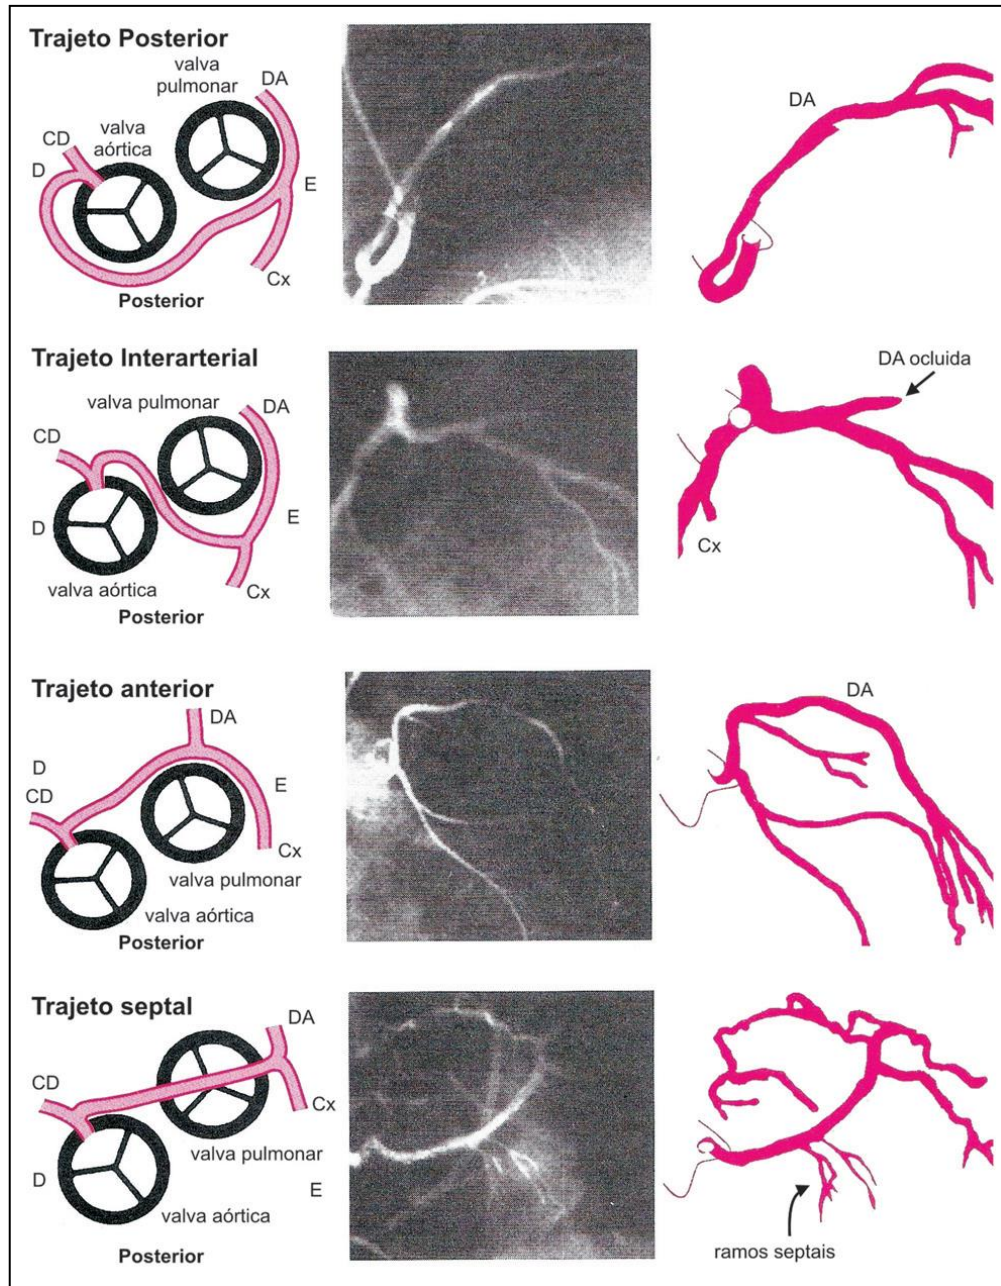 Trajeto Posterior
valva
pulmonar
DA
CD
valva
aórtica
D
E
Cx
Posterior
DA
Trajeto Interarterial
valva pulmonar
DA
CD
D
E
valva aórtica
Cx
Posterior
DA ocluida
Cx
Trajeto anterior
DA
D
CD
E
Cx
valva pulmonar
valva aórtica
Posterior
DA
Trajeto septal
DA
CD
Cx
valva pulmonar
D
E
valva aórtica
Posterior
ramos septais